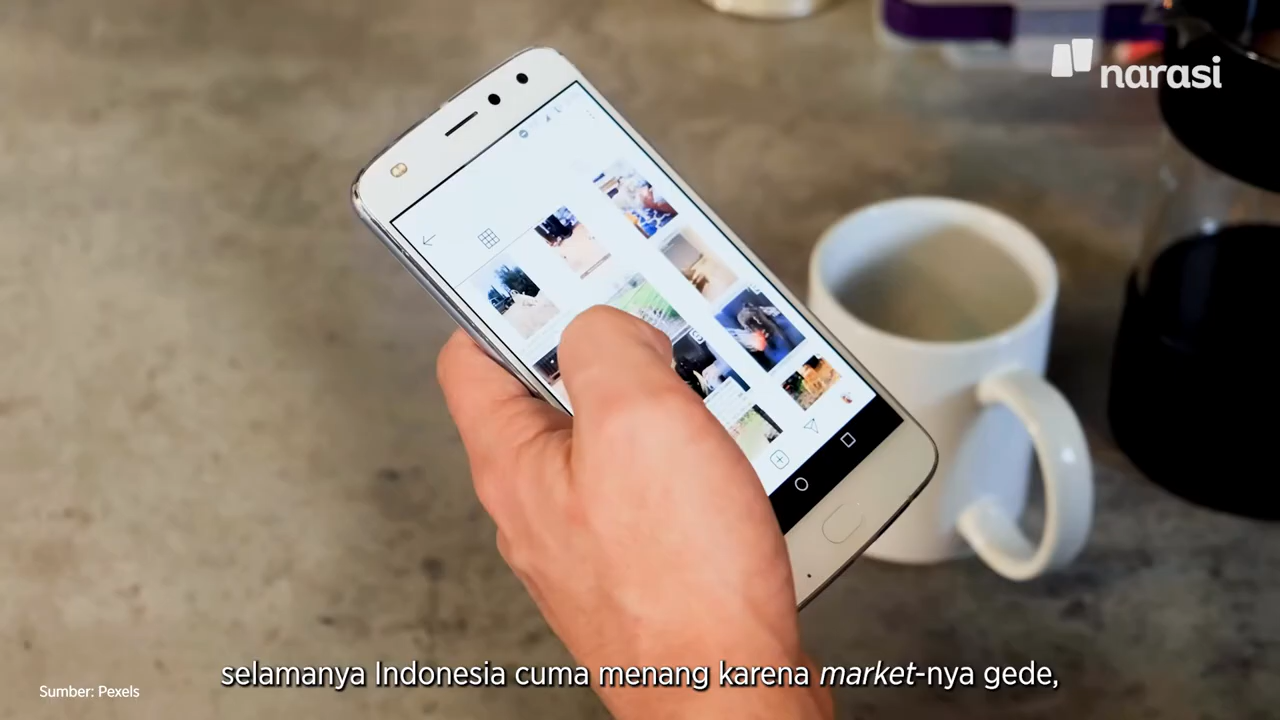 narasi
selamanya Indonesia cuma menang karena market-nya gede,
Sumber: Pexels